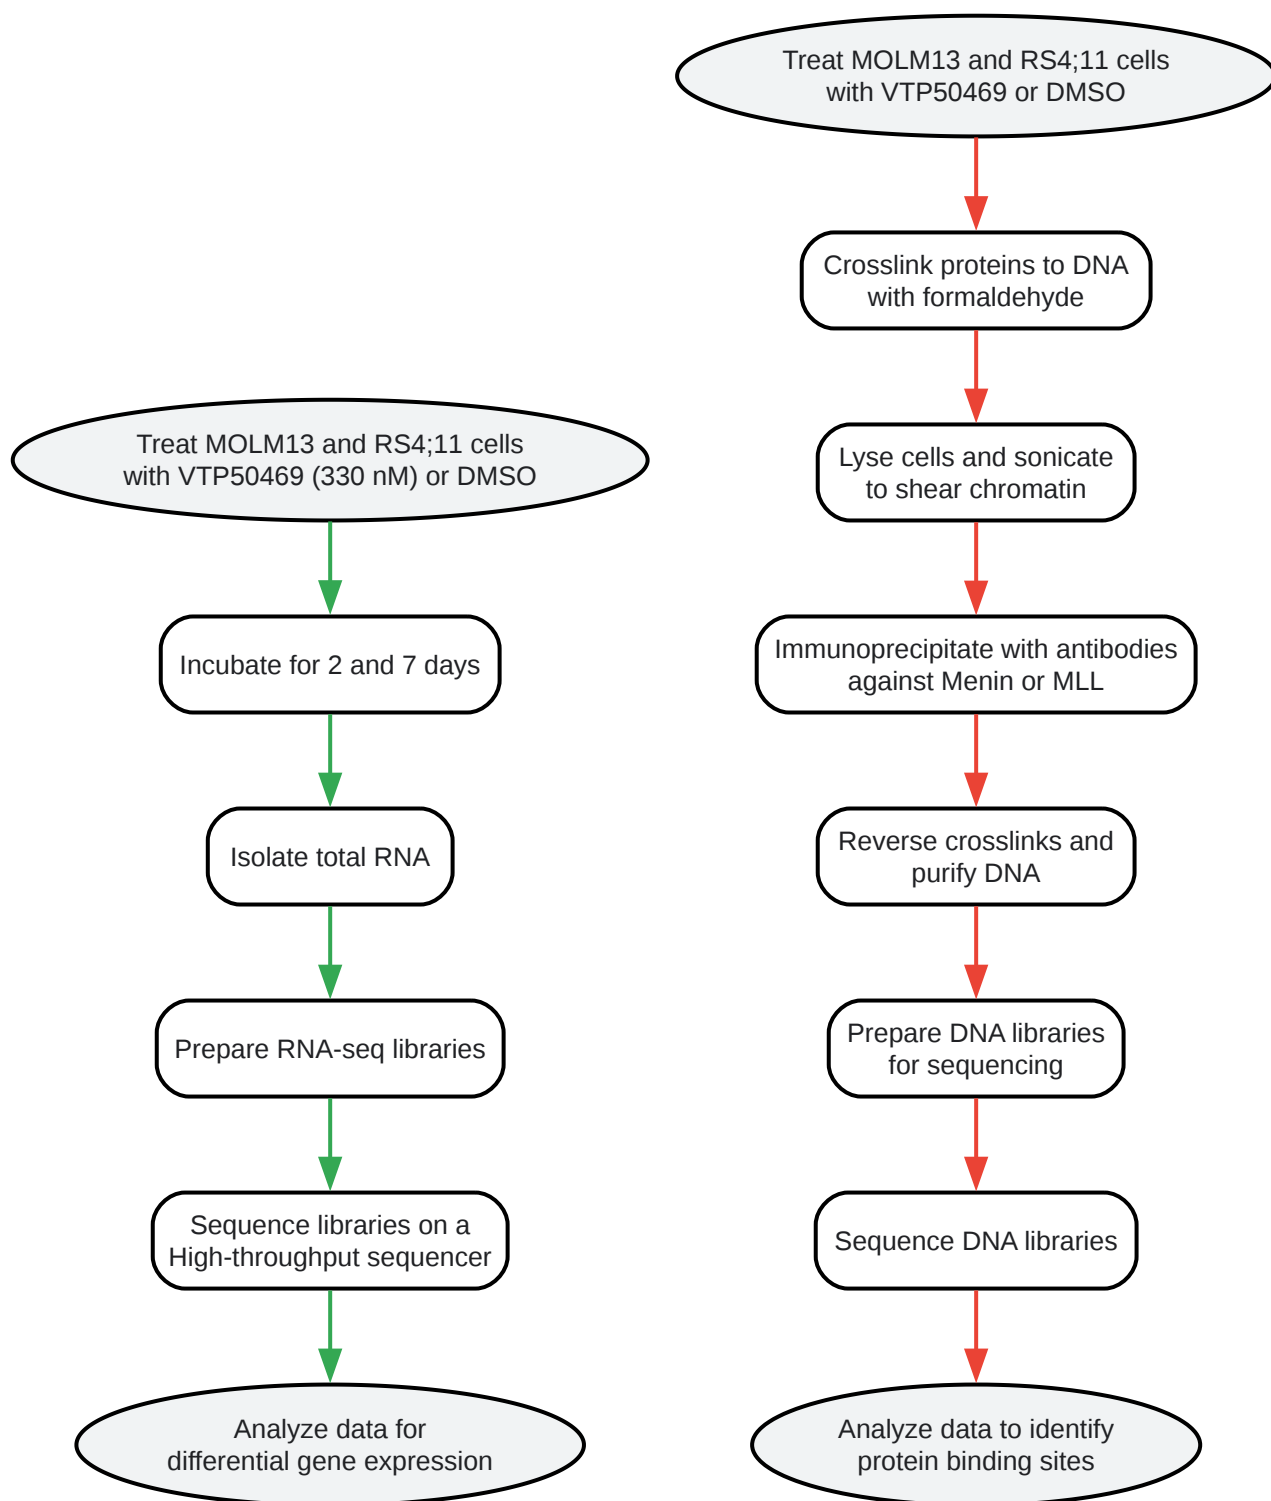 Treat MOLM13 and RS4;11 cells
with VTP50469 (330 nM) or DMSO
Incubate for 2 and 7 days
Isolate total RNA
Prepare RNA-seq libraries
Sequence libraries on a
High-throughput sequencer
Analyze data for
differential gene expression
Treat MOLM13 and RS4;11 cells
with VTP50469 or DMSO
Crosslink proteins to DNA
with formaldehyde
Lyse cells and sonicate
to shear chromatin
Immunoprecipitate with antibodies
against Menin or MLL
Reverse crosslinks and
purify DNA
Prepare DNA libraries
for sequencing
Sequence DNA libraries
Analyze data to identify
protein binding sites